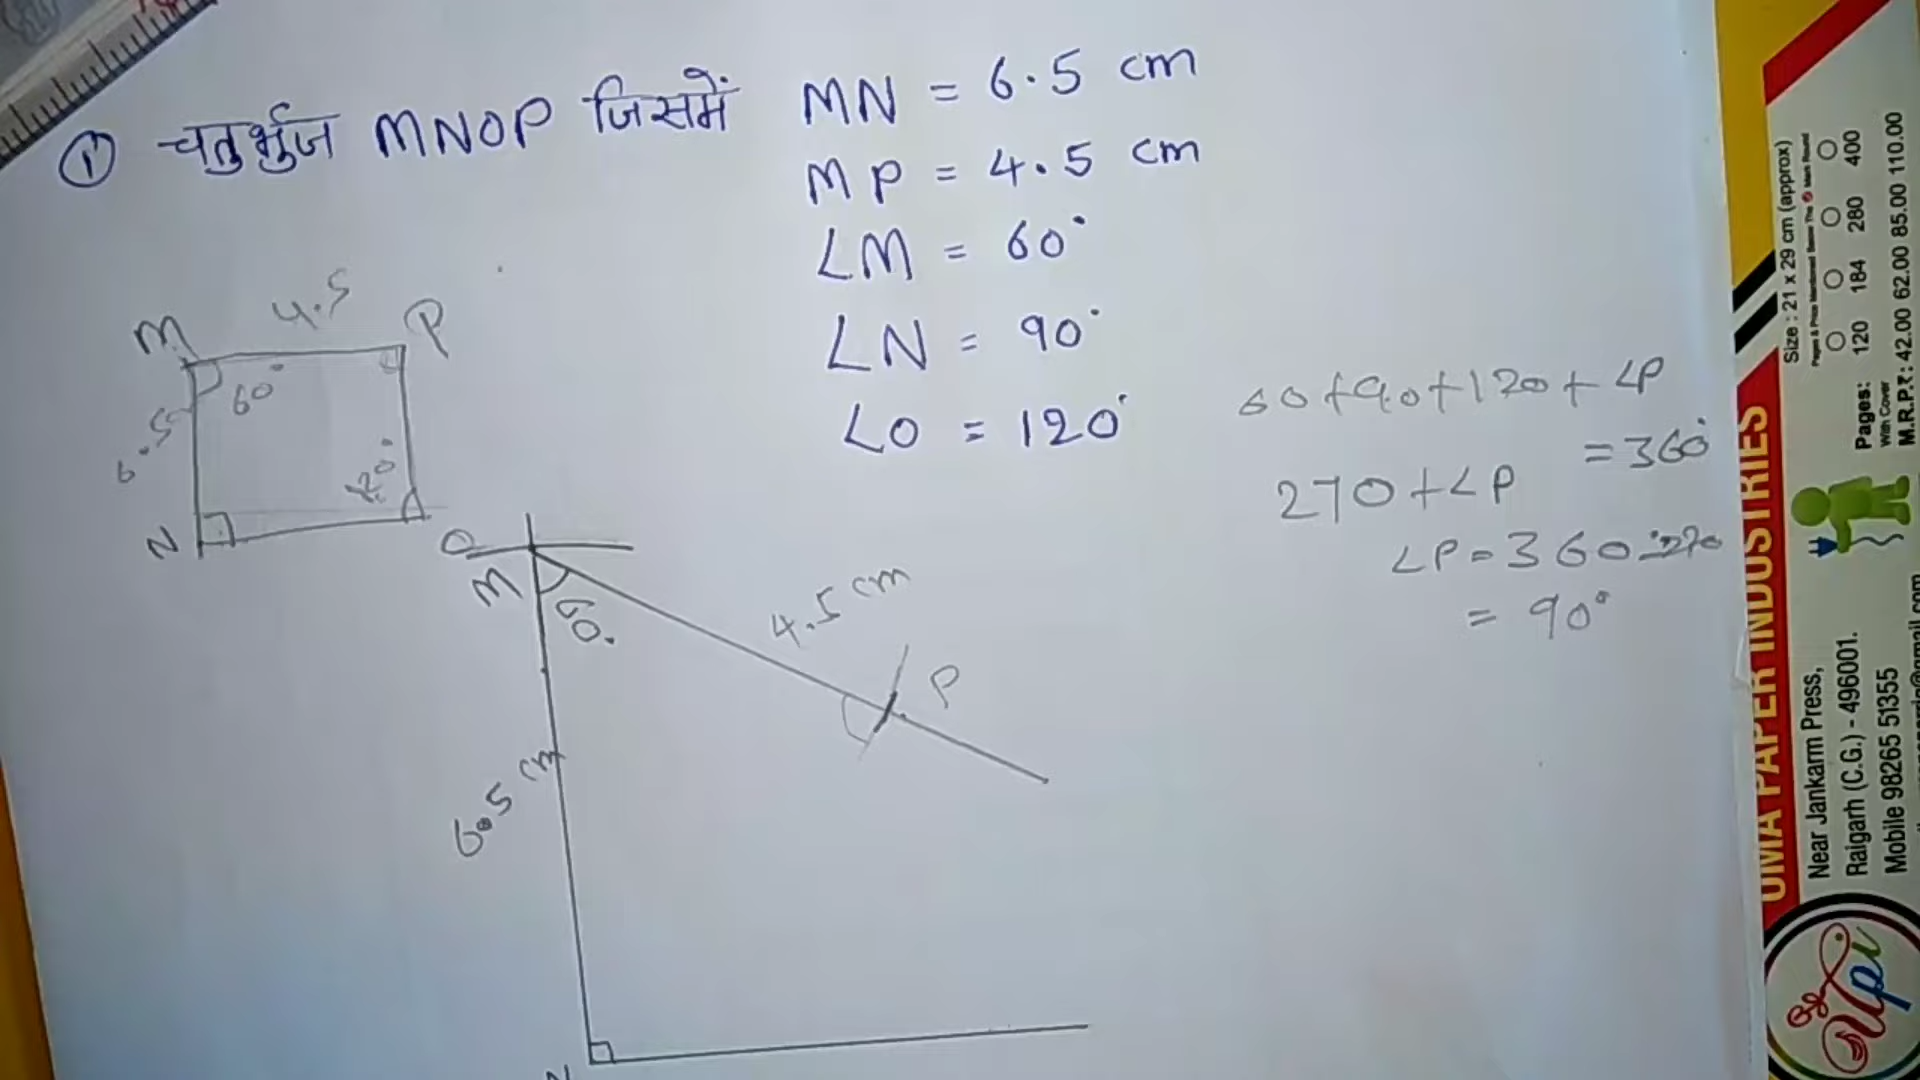 ① चतुर्भुज MNOP जिसमें MN = 6.5 cm
MP = 4.5 cm
∠M = 60°
∠N = 90°
∠O = 120°
4.5
M P
60°
6.5
120°
N O
60+90+120+∠P
=360°
270+∠P
∠P=360-270
= 90°
M
60°
4.5 cm
P
6.5 cm
N
Size : 21 x 29 cm (approx)
Pages: 120 184 280 400
With Cover
M.R.P.₹: 42.00 62.00 85.00 110.00
UMA PAPER INDUSTRIES
Near Jankarm Press,
Raigarh (C.G.) - 496001.
Mobile 98265 51355
Upi